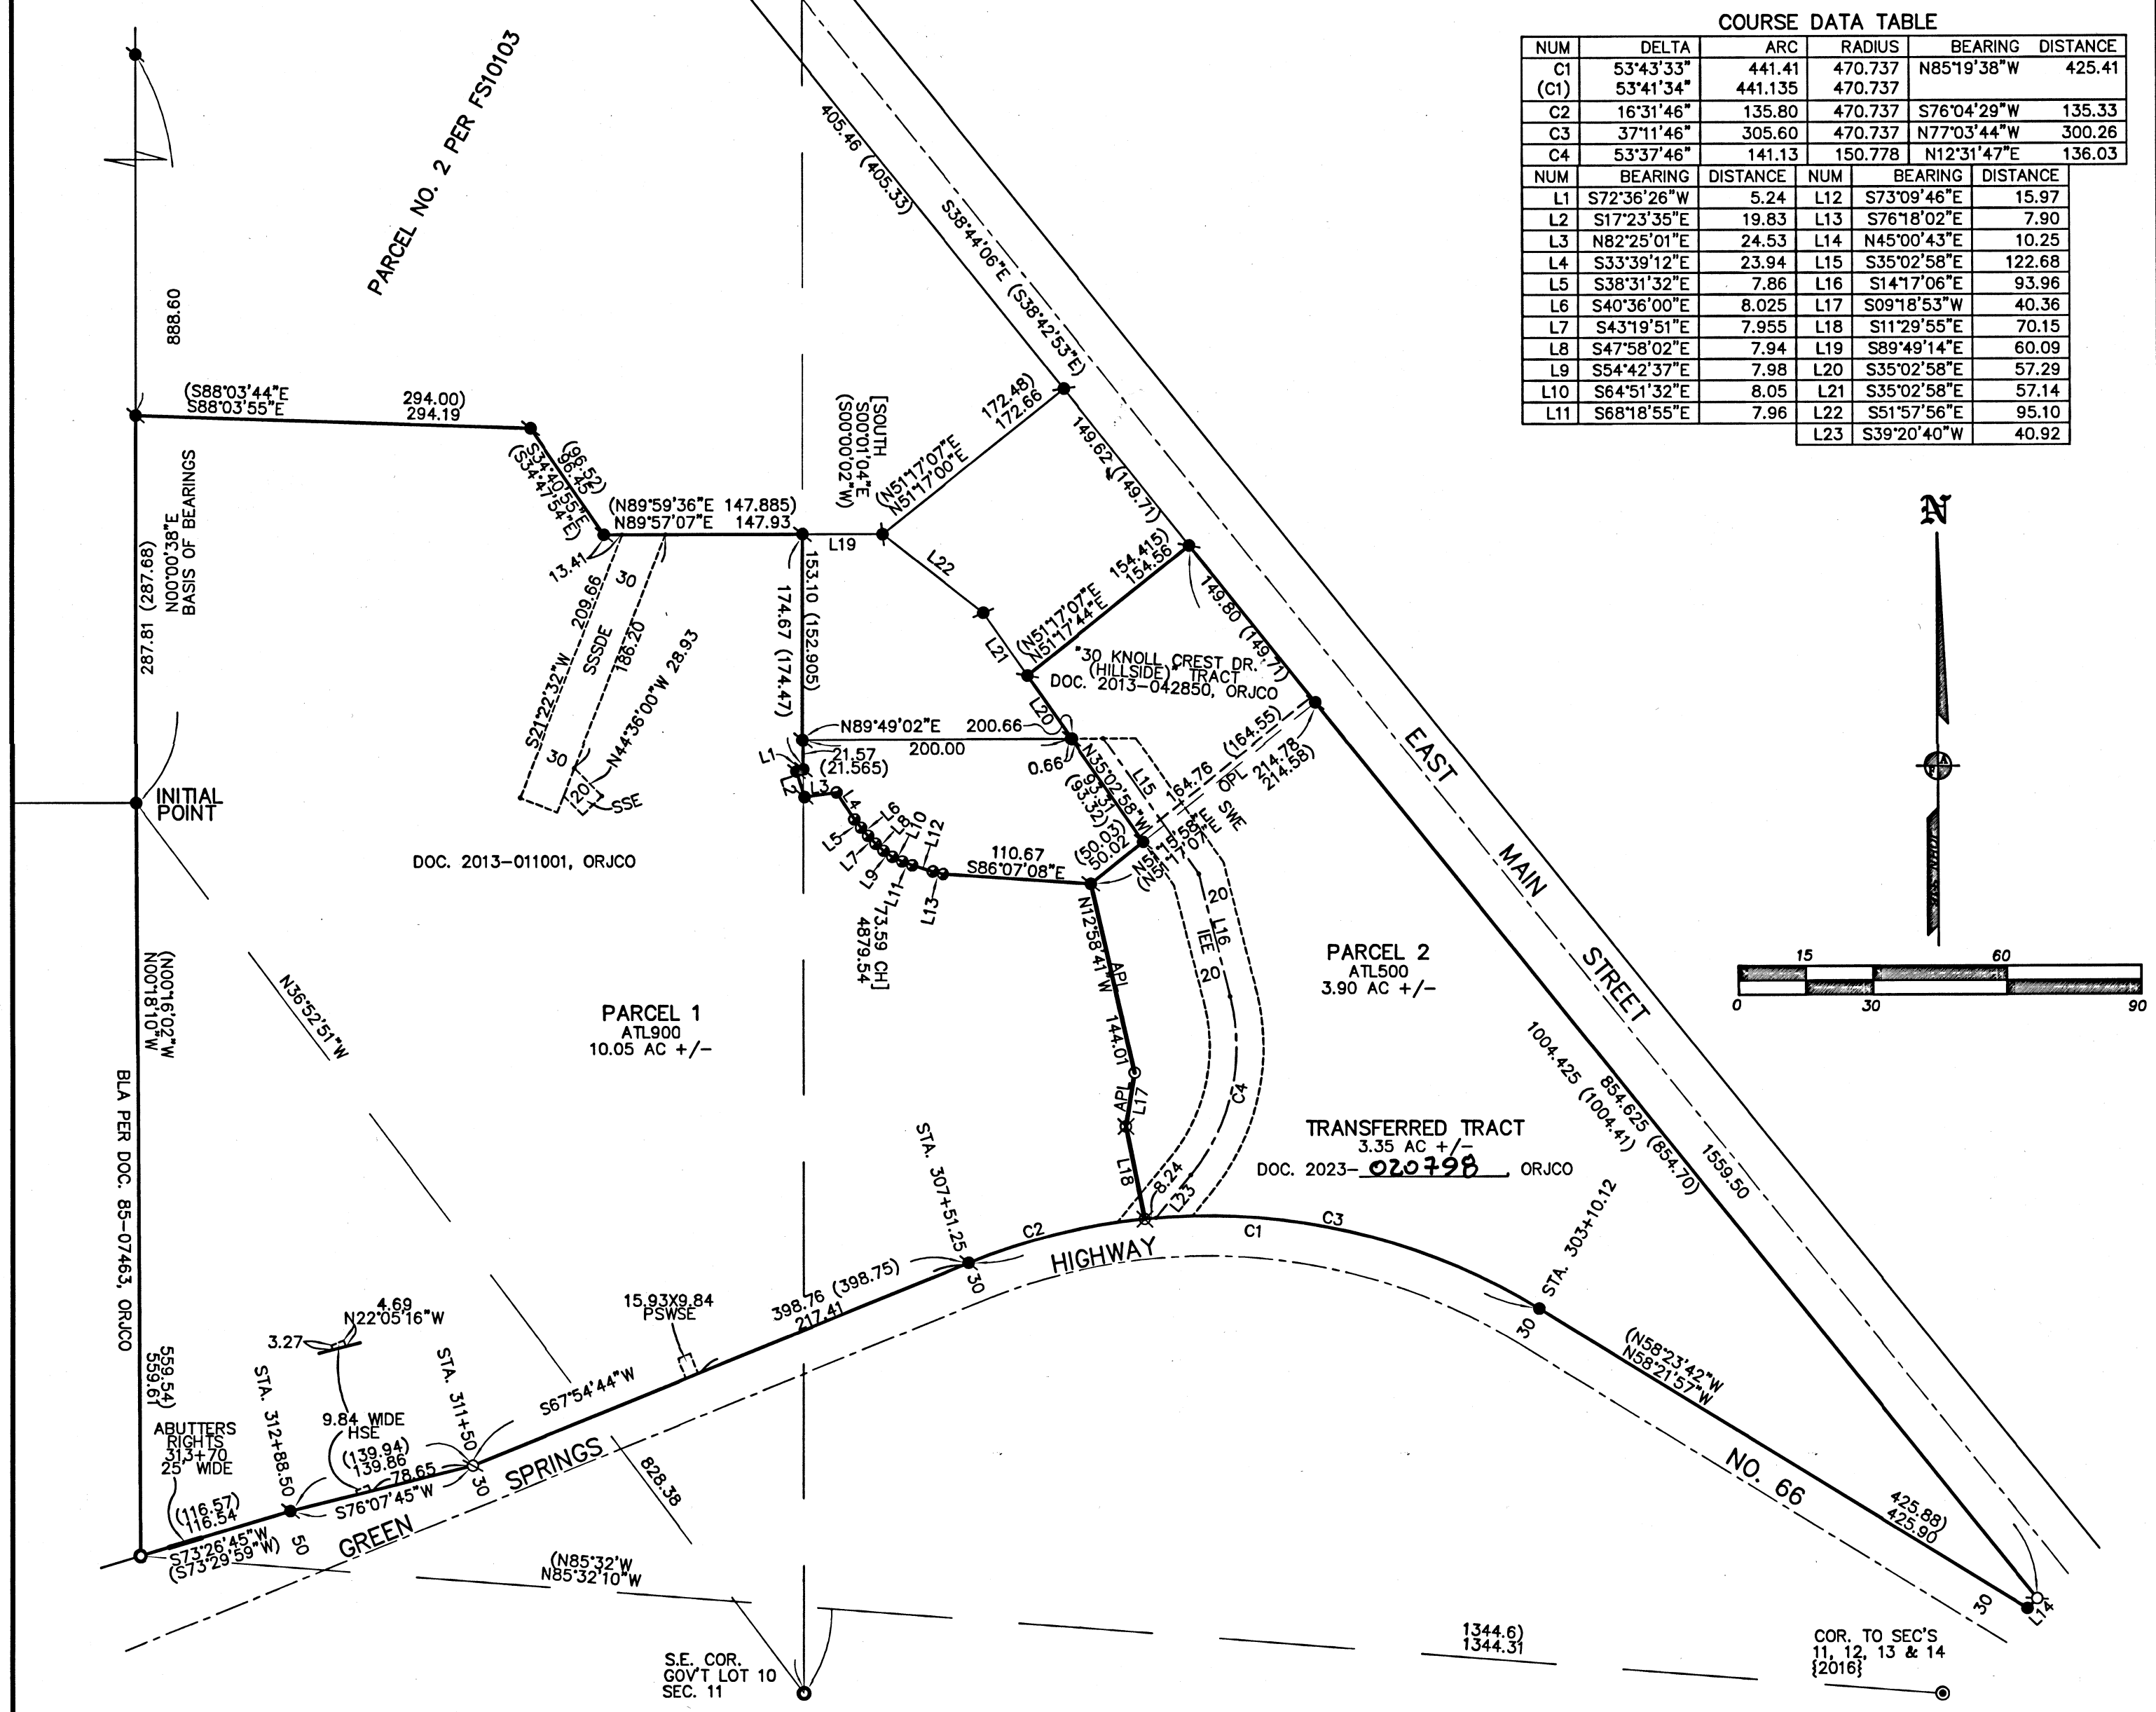 COURSE DATA TABLE
NUM DELTA ARC RADIUS BEARING DISTANCE
C1 53°43'33" 441.41 470.737 N85°19'38"W 425.41
(C1) 53°41'34" 441.135 470.737
C2 16°31'46" 135.80 470.737 S76°04'29"W 135.33
C3 37°11'46" 305.60 470.737 N77°03'44"W 300.26
C4 53°37'46" 141.13 150.778 N12°31'47"E 136.03
NUM BEARING DISTANCE NUM BEARING DISTANCE
L1 S72°36'26"W 5.24 L12 S73°09'46"E 15.97
L2 S17°23'35"E 19.83 L13 S76°18'02"E 7.90
L3 N82°25'01"E 24.53 L14 N45°00'43"E 10.25
L4 S33°39'12"E 23.94 L15 S35°02'58"E 122.68
L5 S38°31'32"E 7.86 L16 S14°17'06"E 93.96
L6 S40°36'00"E 8.025 L17 S09°18'53"W 40.36
L7 S43°19'51"E 7.955 L18 S11°29'55"E 70.15
L8 S47°58'02"E 7.94 L19 S89°49'14"E 60.09
L9 S54°42'37"E 7.98 L20 S35°02'58"E 57.29
L10 S64°51'32"E 8.05 L21 S35°02'58"E 57.14
L11 S68°18'55"E 7.96 L22 S51°57'56"E 95.10
L23 S39°20'40"W 40.92
PARCEL NO. 2 PER FS10103
888.60
405.46 (405.33)
S38°44'06"E (S38°42'53"E)
(S88°03'44"E 294.00)
S88°03'55"E 294.19
(96.52)
96.45
S34°40'55"E
(S34°47'54"E)
(N89°59'36"E 147.885)
N89°57'07"E 147.93
[SOUTH
S00°01'04"E
(S00°00'02"W)
172.48)
172.66
(N51°17'07"E
N51°17'00"E
149.62 (149.71)
L19
L22
L21
13.41
30
209.66
SSSDE
186.20
S21°22'32"W
N44°36'00"W 28.93
30
20
SSE
287.81 (287.68)
N00°00'38"E
BASIS OF BEARINGS
153.10 (152.905)
174.67 (174.47)
154.415)
154.56
(N51°17'07"E
N51°17'44"E
149.80 (149.71)
"30 KNOLL CREST DR.
(HILLSIDE)" TRACT
DOC. 2013-042850, ORJCO
L20
N89°49'02"E 200.66
200.00
0.66
L1
21.57
(21.565)
L2
L3
L4
L5
L6
L7
L8
L9
L10
L11
L12
L13
N35°02'58"W
93.31
(93.32)
L15
(164.55)
164.76
OPL 214.78
214.58)
SWE
(50.03)
50.02
N51°15'58"E
(N51°17'07"E
110.67
S86°07'08"E
INITIAL
POINT
DOC. 2013-011001, ORJCO
73.59 CH]
4879.54
N12°58'41"W
APL
144.01
APL
L17
L18
20
L16
IEE
20
C4
8.24
L23
EAST MAIN STREET
PARCEL 2
ATL500
3.90 AC +/-
PARCEL 1
ATL900
10.05 AC +/-
TRANSFERRED TRACT
3.35 AC +/-
DOC. 2023- 020798 , ORJCO
1004.425 (1004.41)
854.625 (854.70)
1559.50
(N00°16'02"W
N00°18'10"W
N36°52'51"W
BLA PER DOC. 85-07463, ORJCO
559.54)
559.61
STA. 307+51.25
STA. 303+10.12
C2
C1
C3
30
30
HIGHWAY
398.76 (398.75)
217.41
15.93X9.84
PSWSE
S67°54'44"W
4.69
N22°05'16"W
3.27
STA. 312+88.50
STA. 311+50
9.84 WIDE
HSE
(139.94)
139.86
78.65
S76°07'45"W
30
ABUTTERS
RIGHTS
313+70
25' WIDE
(116.57)
116.54
S73°26'45"W
(S73°29'59"W)
50
GREEN SPRINGS
828.38
(N58°23'42"W
N58°21'57"W
NO. 66
425.88)
425.90
30
L14
(N85°32'W
N85°32'10"W
1344.6)
1344.31
S.E. COR.
GOV'T LOT 10
SEC. 11
COR. TO SEC'S
11, 12, 13 & 14
{2016}
N
15 60
0 30 90